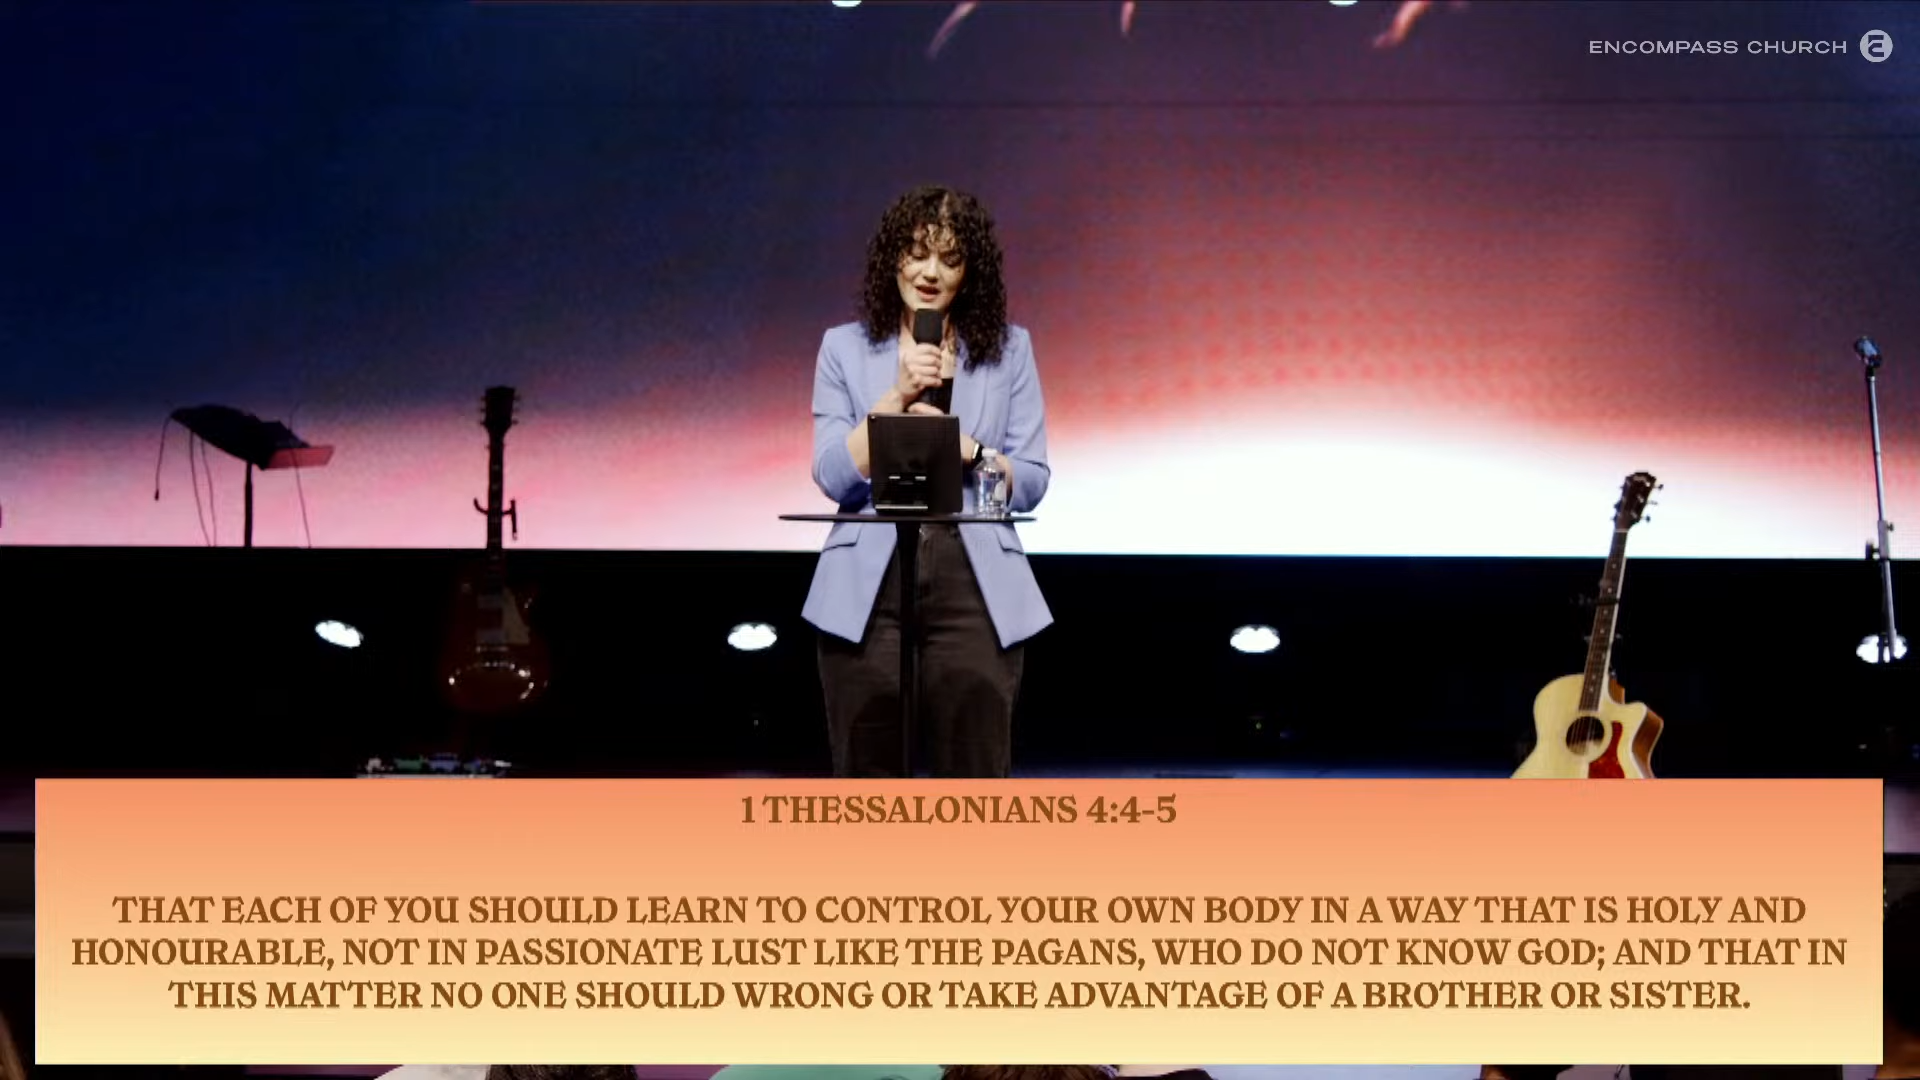 ENCOMPASS CHURCH
1 THESSALONIANS 4:4-5
THAT EACH OF YOU SHOULD LEARN TO CONTROL YOUR OWN BODY IN A WAY THAT IS HOLY AND
HONOURABLE, NOT IN PASSIONATE LUST LIKE THE PAGANS, WHO DO NOT KNOW GOD; AND THAT IN
THIS MATTER NO ONE SHOULD WRONG OR TAKE ADVANTAGE OF A BROTHER OR SISTER.